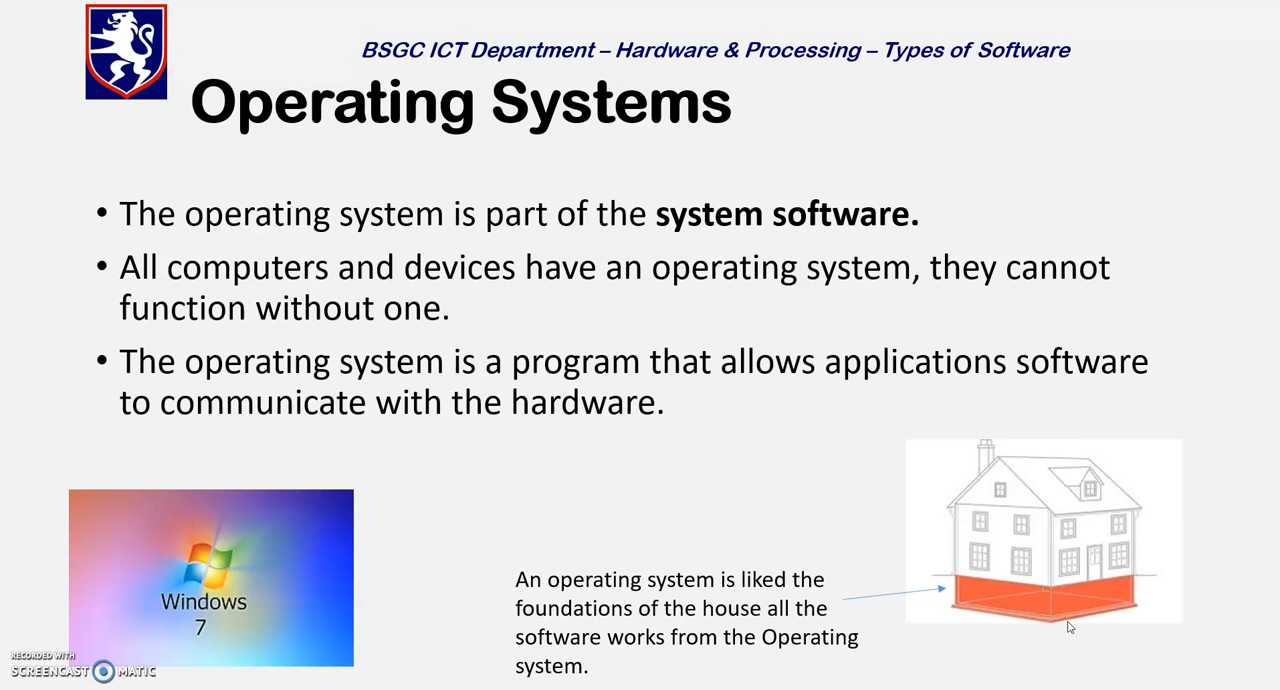 BSGC ICT Department – Hardware & Processing – Types of Software
Operating Systems
• The operating system is part of the system software.
• All computers and devices have an operating system, they cannot
function without one.
• The operating system is a program that allows applications software
to communicate with the hardware.
Windows
7
An operating system is liked the
foundations of the house all the
software works from the Operating
system.
RECORDED WITH
SCREENCAST MATIC